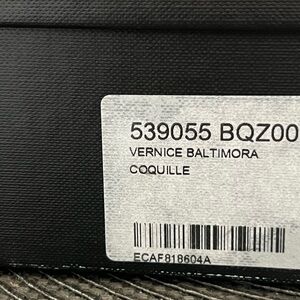 539055 BQZ00
VERNICE BALTIMORA
COQUILLE
ECAF818604A